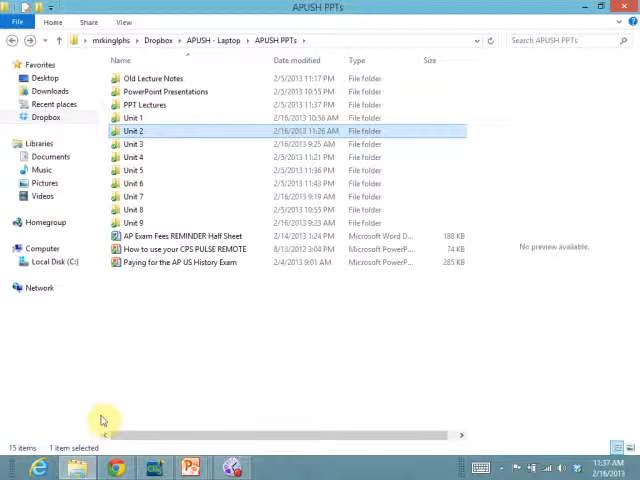 APUSH PPTs
File Home Share View
mrkinglphs Dropbox APUSH - Laptop APUSH PPTs Search APUSH PPTs
Name Date modified Type Size
Favorites
Desktop
Downloads
Recent places
Dropbox
Libraries
Documents
Music
Pictures
Videos
Homegroup
Computer
Local Disk (C:)
Network
Old Lecture Notes 2/5/2013 11:17 PM File folder
PowerPoint Presentations 2/5/2013 10:55 PM File folder
PPT Lectures 2/5/2013 11:37 PM File folder
Unit 1 2/16/2013 10:56 AM File folder
Unit 2 2/16/2013 11:26 AM File folder
Unit 3 2/16/2013 9:25 AM File folder
Unit 4 2/5/2013 11:21 PM File folder
Unit 5 2/5/2013 11:36 PM File folder
Unit 6 2/5/2013 11:43 PM File folder
Unit 7 2/16/2013 9:19 AM File folder
Unit 8 2/5/2013 10:55 PM File folder
Unit 9 2/16/2013 9:23 AM File folder
AP Exam Fees REMINDER Half Sheet 2/14/2013 1:24 PM Microsoft Word D... 188 KB
How to use your CPS PULSE REMOTE 8/13/2012 3:04 PM Microsoft PowerP... 74 KB
Paying for the AP US History Exam 2/4/2013 9:01 AM Microsoft PowerP... 285 KB
No preview available.
15 items 1 item selected
11:37 AM
2/16/2013